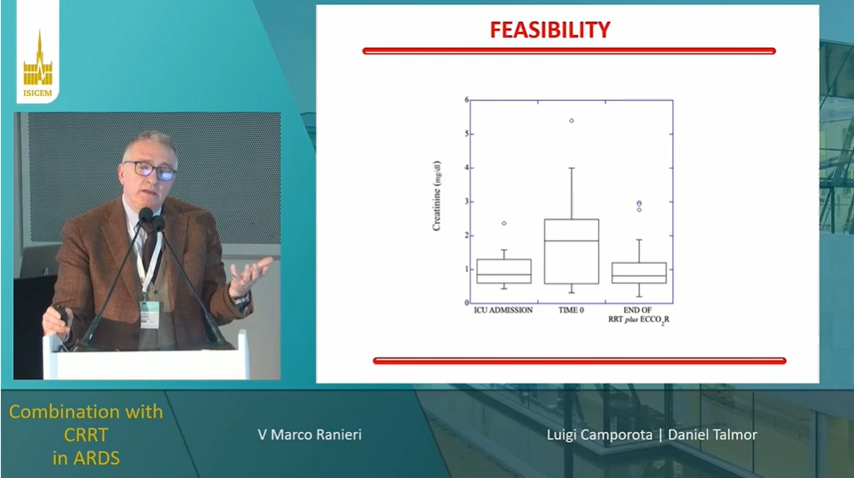 ISICEM
FEASIBILITY
6
5
4
3
2
1
0
Creatinine (mg/dl)
ICU ADMISSION
TIME 0
END OF
RRT plus ECCO₂R
Combination with
CRRT
in ARDS
V Marco Ranieri
Luigi Camporota | Daniel Talmor